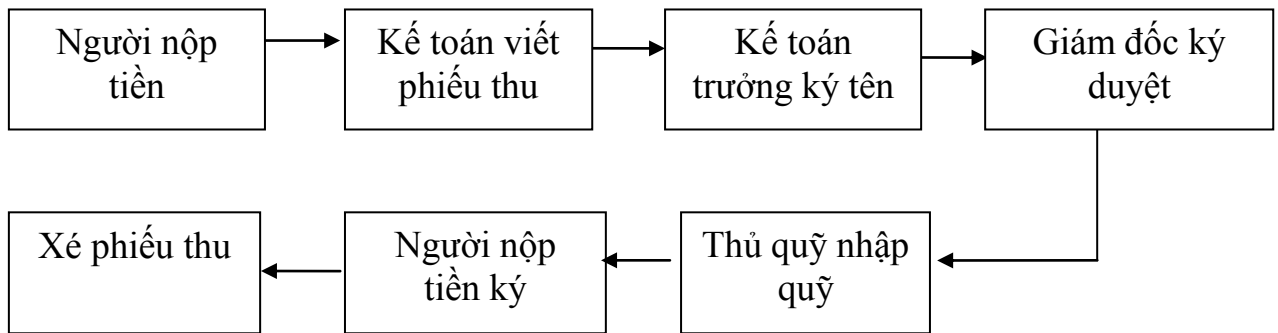 Người nộp
tiền
Kế toán viết
phiếu thu
Kế toán
trưởng ký tên
Giám đốc ký
duyệt
Thủ quỹ nhập
quỹ
Người nộp
tiền ký
Xé phiếu thu